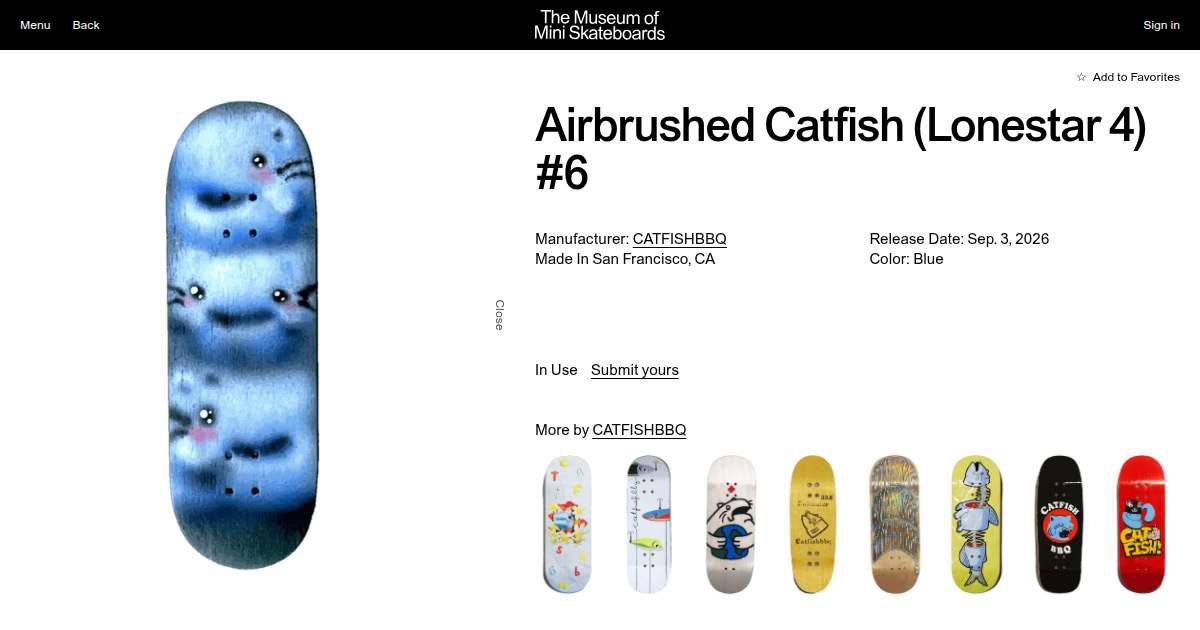 Menu
Back
The Museum of
Mini Skateboards
Sign in
☆ Add to Favorites
Airbrushed Catfish (Lonestar 4)
#6
Manufacturer: CATFISHBBQ
Made In San Francisco, CA
Release Date: Sep. 3, 2026
Color: Blue
Close
In Use
Submit yours
More by CATFISHBBQ
CATFISH
BBQ
CAT
FISH!